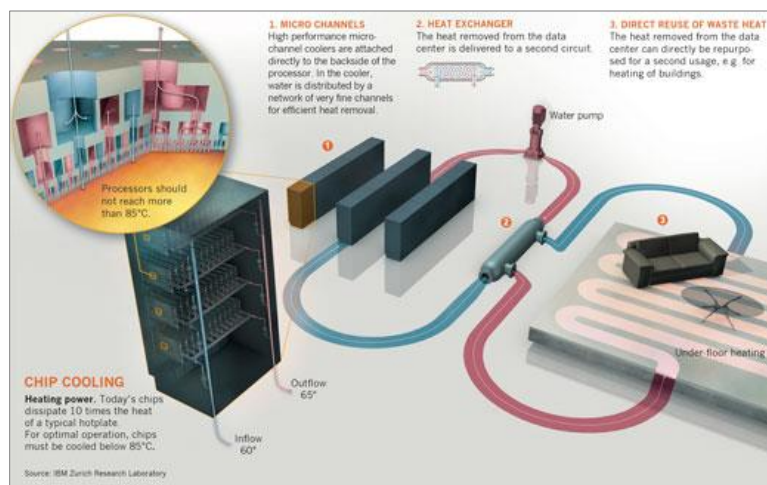 1. MICRO CHANNELS
High performance micro-
channel coolers are attached
directly to the backside of the
processor. In the cooler,
water is distributed by a
network of very fine channels
for efficient heat removal.
2. HEAT EXCHANGER
The heat removed from the data
center is delivered to a second circuit.
3. DIRECT REUSE OF WASTE HEAT
The heat removed from the data
center can directly be repurpo-
sed for a second usage, e.g. for
heating of buildings.
Water pump
1
2
3
Processors should
not reach more
than 85°C.
Under-floor heating
CHIP COOLING
Heating power. Today's chips
dissipate 10 times the heat
of a typical hotplate.
For optimal operation, chips
must be cooled below 85°C.
Outflow
65°
Inflow
60°
Source: IBM Zurich Research Laboratory